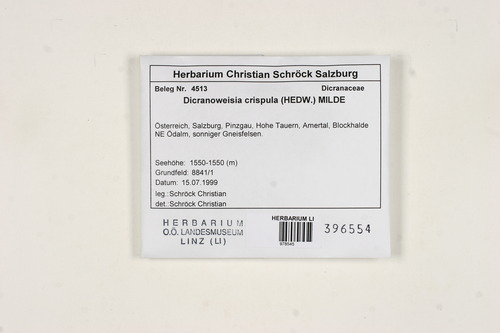 Herbarium Christian Schröck Salzburg
Beleg Nr. 4513 Dicranaceae
Dicranoweisia crispula (HEDW.) MILDE
Österreich, Salzburg, Pinzgau, Hohe Tauern, Amertal, Blockhalde
NE Ödalm, sonniger Gneisfelsen.
Seehöhe: 1550-1550 (m)
Grundfeld: 8841/1
Datum: 15.07.1999
leg.:Schröck Christian
det.:Schröck Christian
HERBARIUM
O.Ö. LANDESMUSEUM
LINZ (LI)
HERBARIUM LI
978545
396554